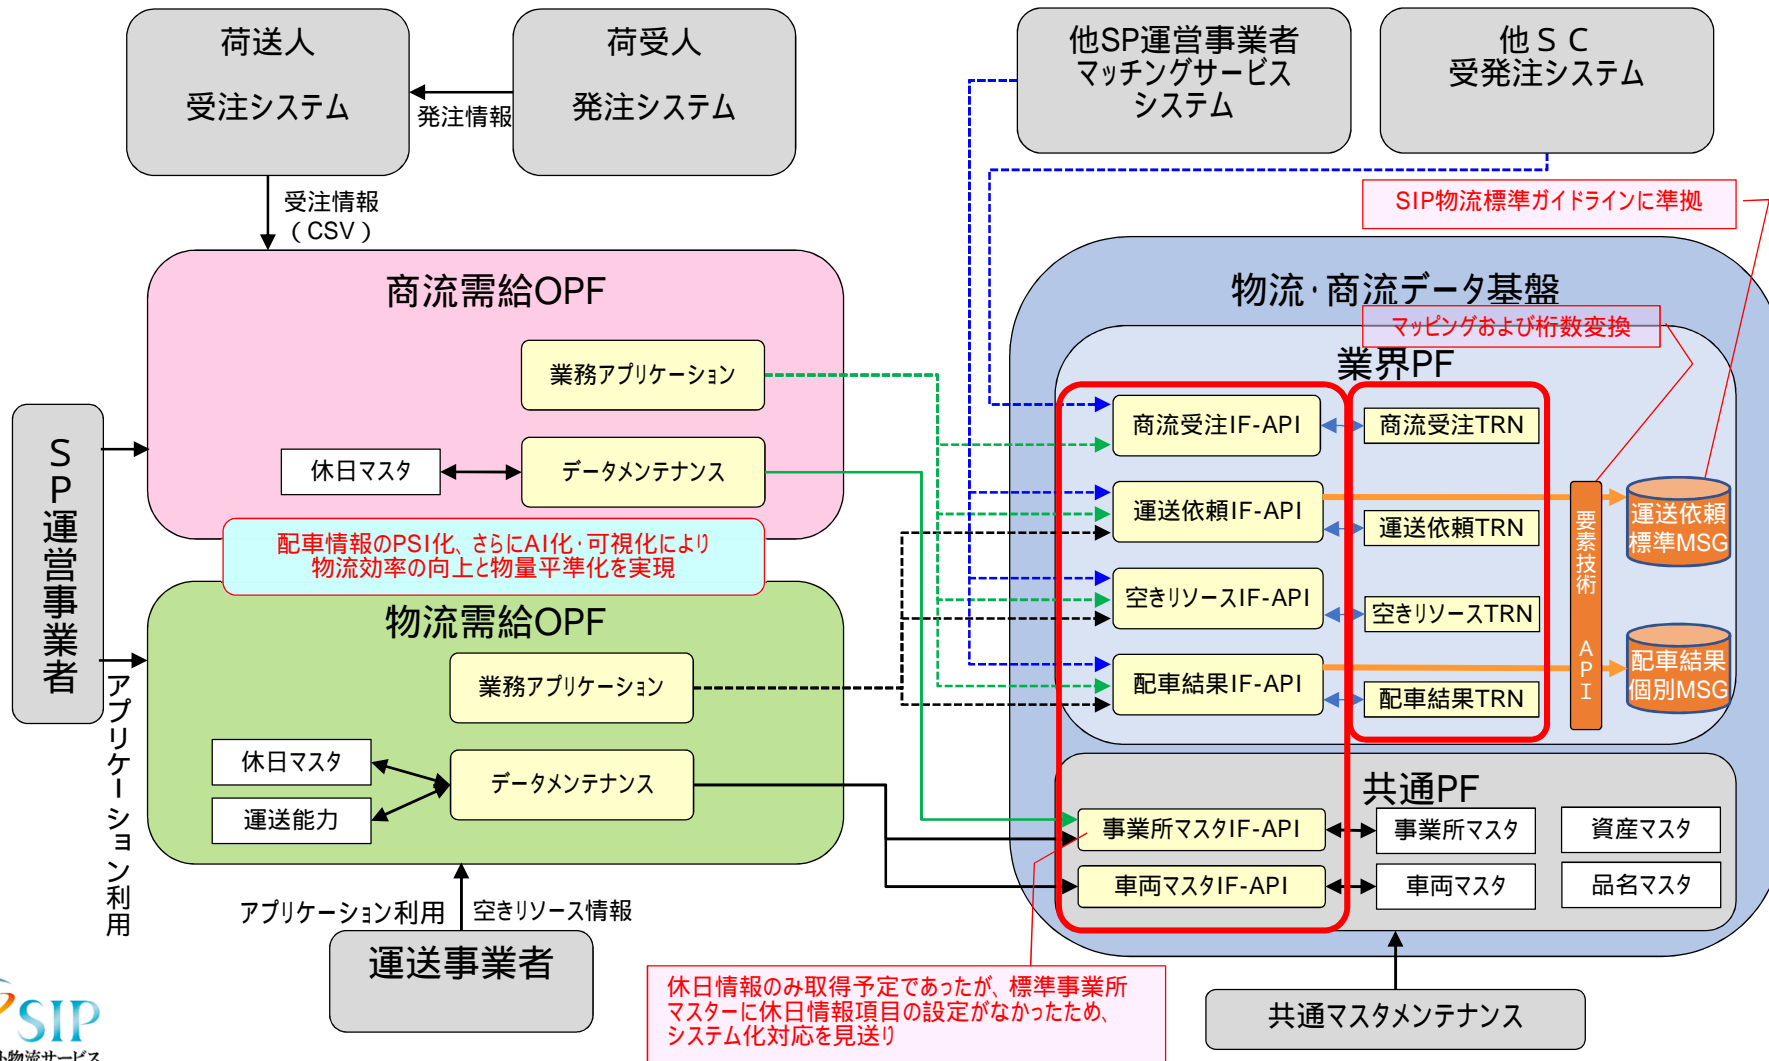 荷送人
受注システム
荷受人
発注システム
発注情報
他SP運営事業者
マッチングサービス
システム
他ＳＣ
受発注システム
受注情報
（CSV）
SIP物流標準ガイドラインに準拠
商流需給OPF
業務アプリケーション
休日マスタ
データメンテナンス
配車情報のPSI化、さらにAI化・可視化により
物流効率の向上と物量平準化を実現
物流需給OPF
業務アプリケーション
休日マスタ
運送能力
データメンテナンス
SP運営事業者
アプリケーション利用
アプリケーション利用
空きリソース情報
運送事業者
物流・商流データ基盤
マッピングおよび桁数変換
業界PF
商流受注IF-API
商流受注TRN
運送依頼IF-API
運送依頼TRN
空きリソースIF-API
空きリソースTRN
配車結果IF-API
配車結果TRN
要素技術 API
運送依頼
標準MSG
配車結果
個別MSG
共通PF
事業所マスタIF-API
事業所マスタ
資産マスタ
車両マスタIF-API
車両マスタ
品名マスタ
休日情報のみ取得予定であったが、標準事業所
マスターに休日情報項目の設定がなかったため、
システム化対応を見送り
共通マスタメンテナンス
SIP
物流サービス